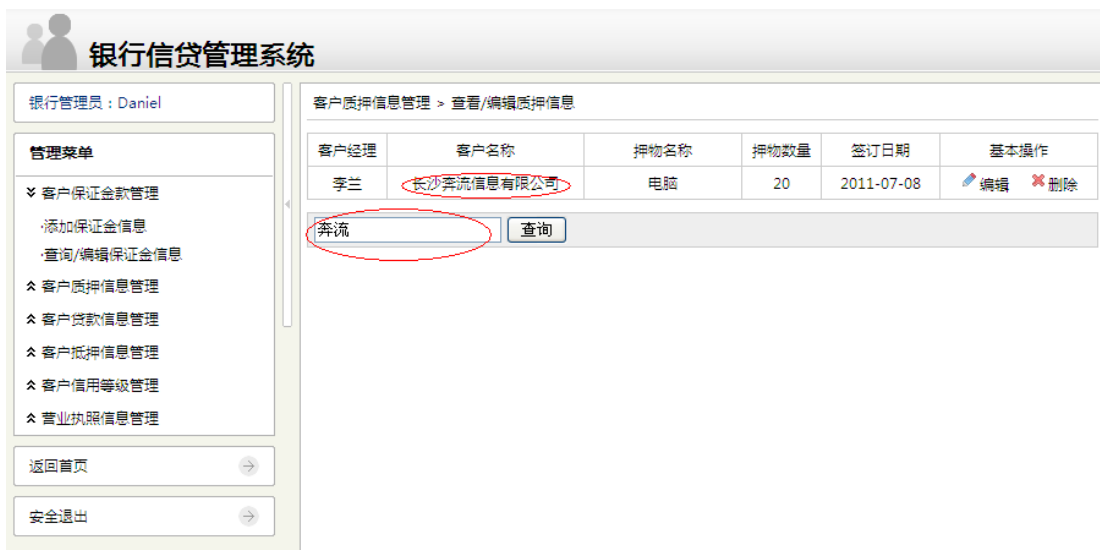 银行信贷管理系统
银行管理员：Daniel
管理菜单
客户保证金款管理
·添加保证金信息
·查询/编辑保证金信息
客户质押信息管理
客户贷款信息管理
客户抵押信息管理
客户信用等级管理
营业执照信息管理
返回首页
安全退出
客户质押信息管理 > 查看/编辑质押信息
客户经理 客户名称 押物名称 押物数量 签订日期 基本操作
李兰 长沙奔流信息有限公司 电脑 20 2011-07-08 编辑 删除
奔流 查询